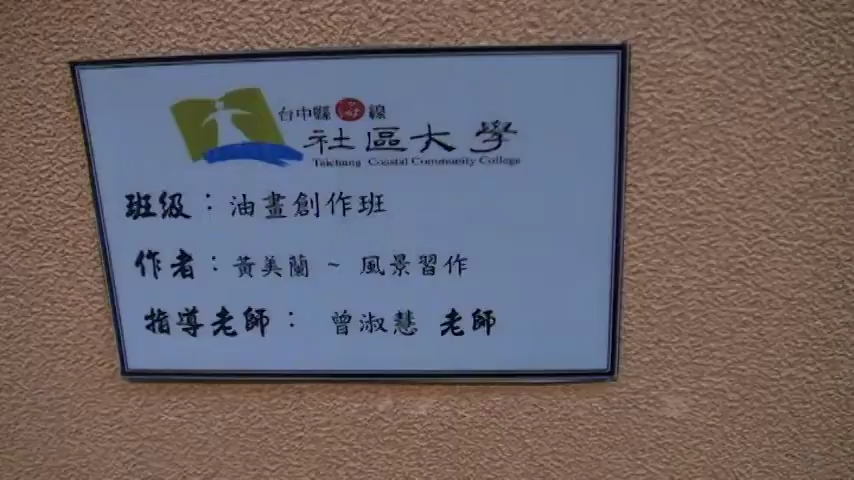 台中縣海線
社區大學
Taichung Coastal Community College
班級：油畫創作班
作者：黃美蘭 ~ 風景習作
指導老師： 曾淑慧 老師